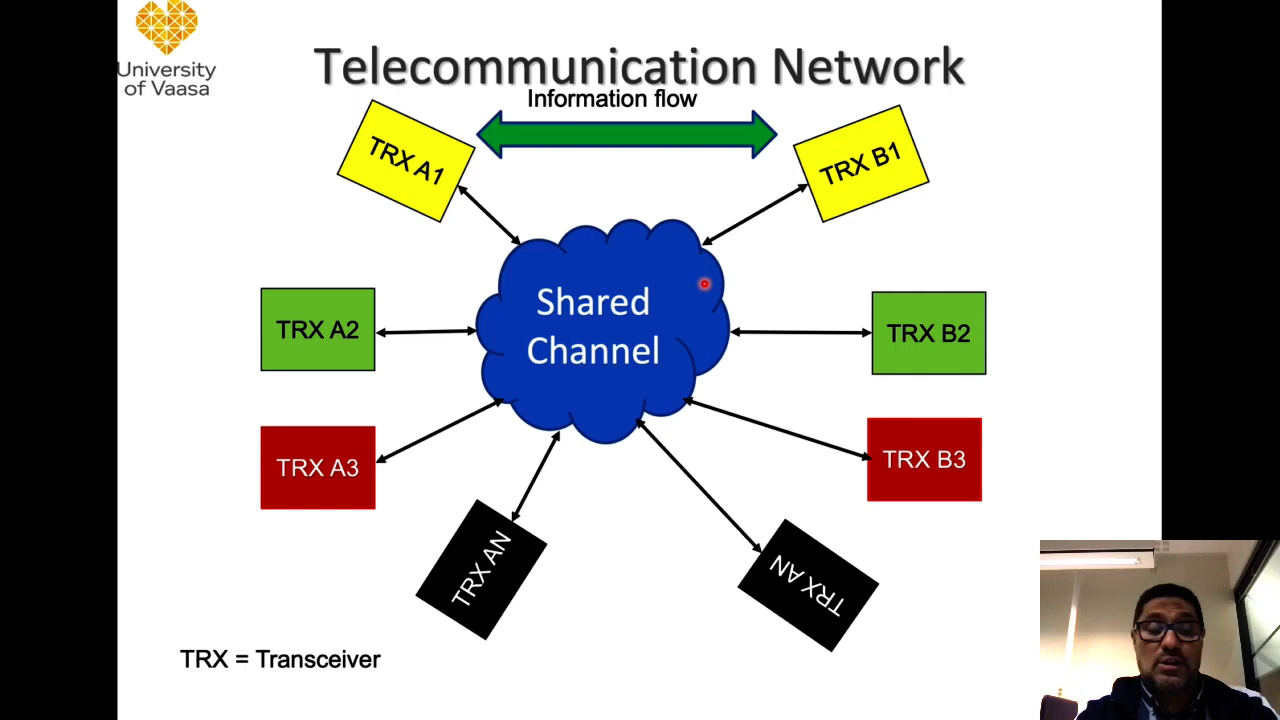 University
of Vaasa
Telecommunication Network
Information flow
TRX A1
TRX B1
Shared
Channel
TRX A2
TRX B2
TRX A3
TRX B3
TRX AN
TRX AN
TRX = Transceiver